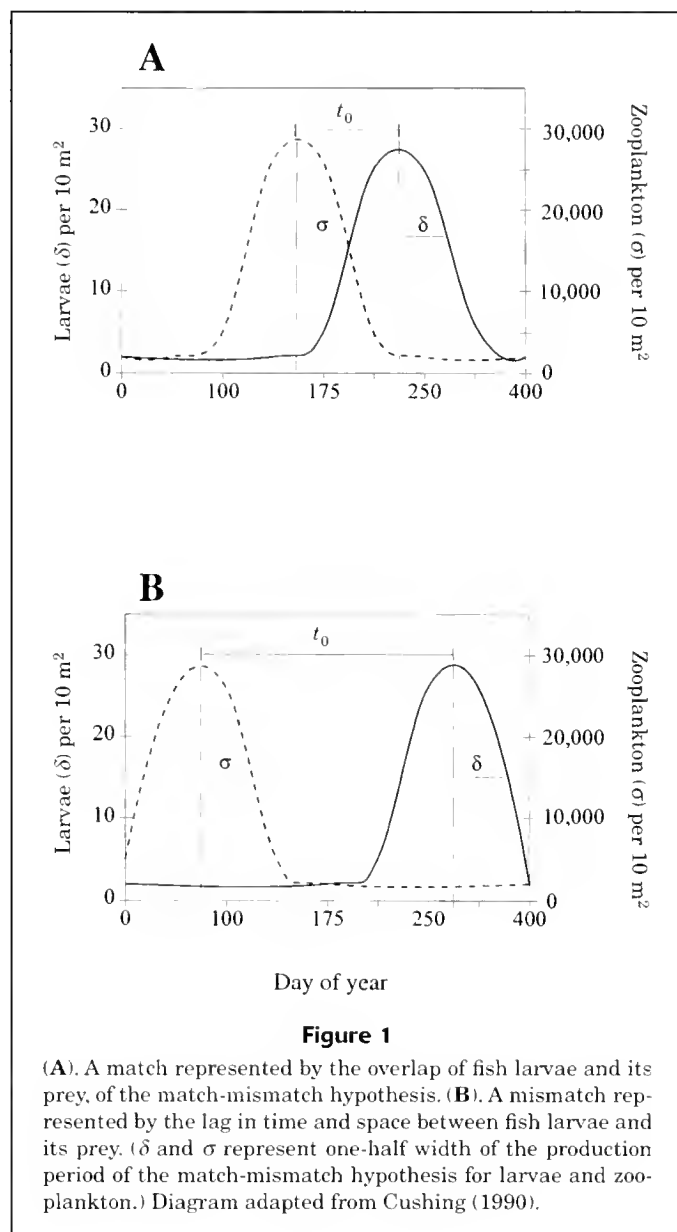 A
t₀
30
20
10
0
Larvae (δ) per 10 m²
σ
δ
30,000
20,000
10,000
0
Zooplankton (σ) per 10 m²
0 100 175 250 400
B
t₀
30
20
10
0
Larvae (δ) per 10 m²
σ
δ
30,000
20,000
10,000
0
Zooplankton (σ) per 10 m²
0 100 175 250 400
Day of year
Figure 1
(A). A match represented by the overlap of fish larvae and its
prey, of the match-mismatch hypothesis. (B). A mismatch rep-
resented by the lag in time and space between fish larvae and
its prey. (δ and σ represent one-half width of the production
period of the match-mismatch hypothesis for larvae and zoo-
plankton.) Diagram adapted from Cushing (1990).